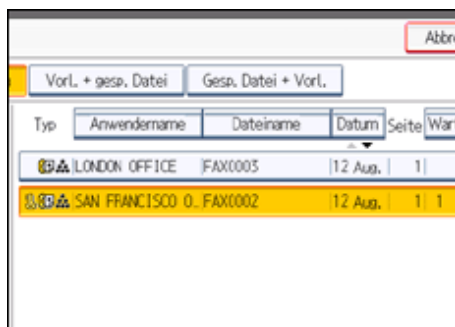 Abbre
Vorl. + gesp. Datei Gesp. Datei + Vorl.
Typ Anwendername Dateiname Datum Seite War
LONDON OFFICE FAX0003 12 Aug. 1
SAN FRANCISCO O.. FAX0002 12 Aug. 1 1